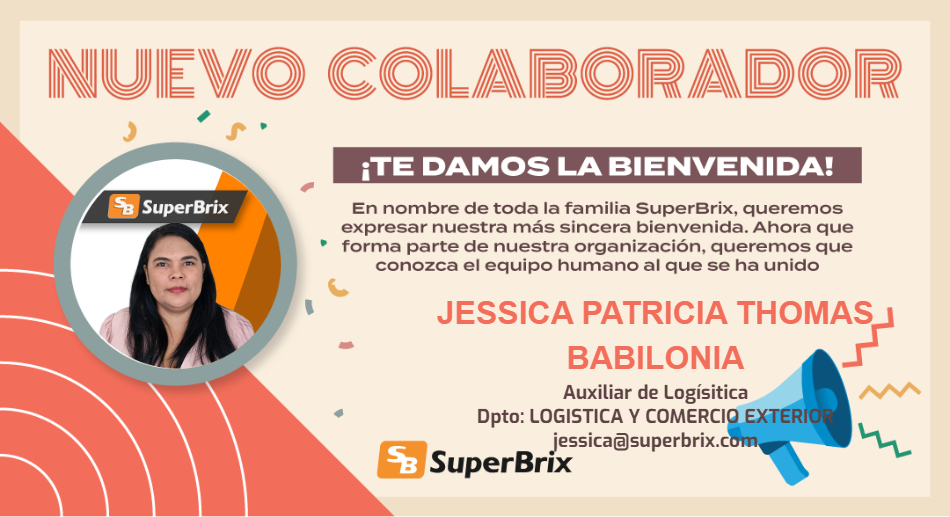 NUEVO COLABORADOR
¡TE DAMOS LA BIENVENIDA!
SB SuperBrix
En nombre de toda la familia SuperBrix, queremos
expresar nuestra más sincera bienvenida. Ahora que
forma parte de nuestra organización, queremos que
conozca el equipo humano al que se ha unido
JESSICA PATRICIA THOMAS
BABILONIA
Auxiliar de Logísitica
Dpto: LOGISTICA Y COMERCIO EXTERIOR
jessica@superbrix.com
SB SuperBrix